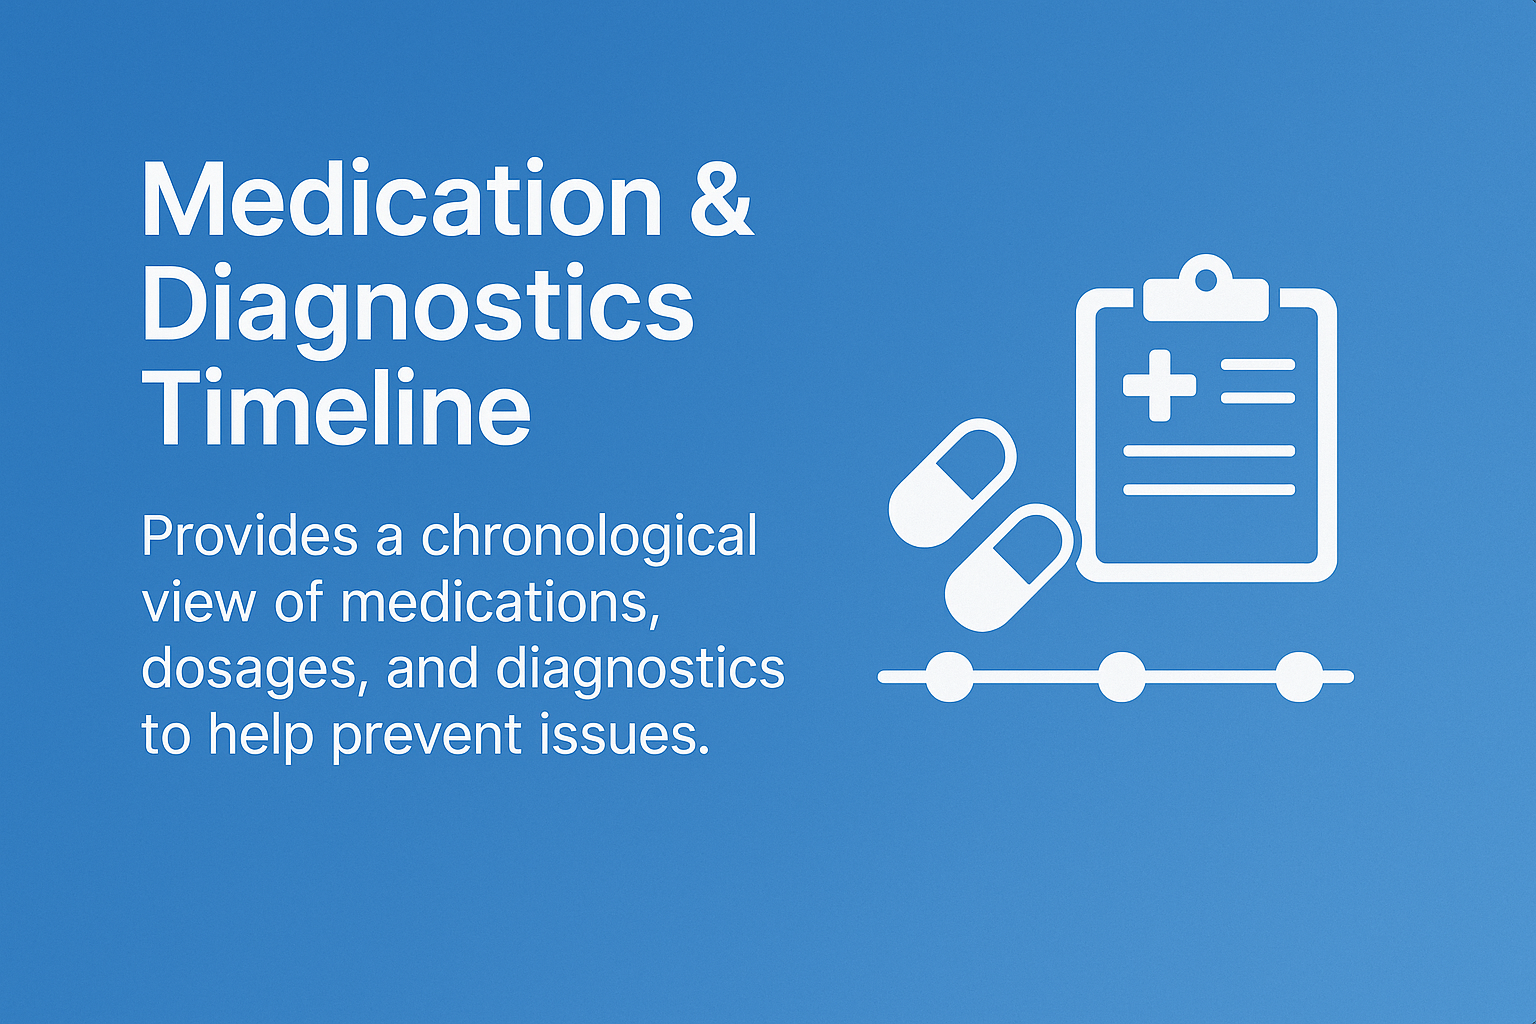 Medication &
Diagnostics
Timeline
Provides a chronological
view of medications,
dosages, and diagnostics
to help prevent issues.